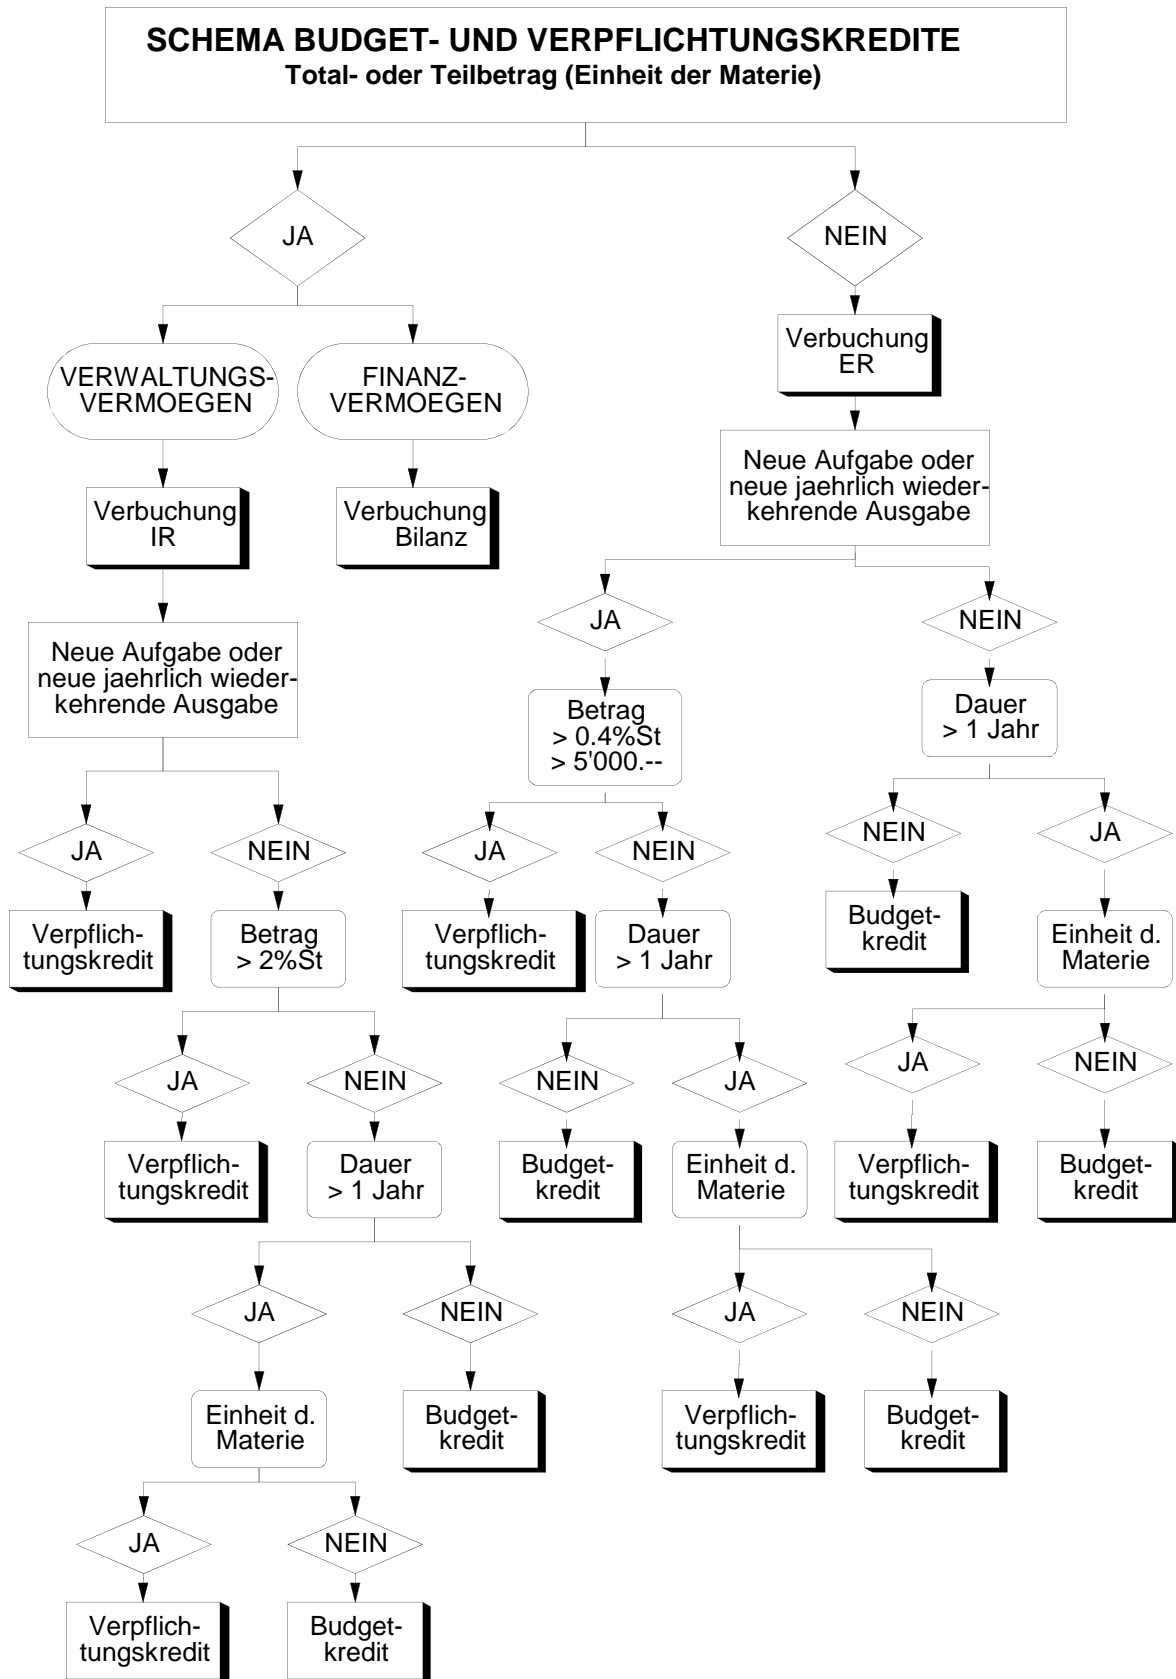 SCHEMA BUDGET- UND VERPFLICHTUNGSKREDITE
Total- oder Teilbetrag (Einheit der Materie)
JA
NEIN
VERWALTUNGS-
VERMOEGEN
FINANZ-
VERMOEGEN
Verbuchung
ER
Verbuchung
IR
Verbuchung
Bilanz
Neue Aufgabe oder
neue jaehrlich wieder-
kehrende Ausgabe
JA
NEIN
Neue Aufgabe oder
neue jaehrlich wieder-
kehrende Ausgabe
Betrag
> 0.4%St
> 5'000.--
Dauer
> 1 Jahr
JA
NEIN
JA
NEIN
NEIN
JA
Verpflich-
tungskredit
Betrag
> 2%St
Verpflich-
tungskredit
Dauer
> 1 Jahr
Budget-
kredit
Einheit d.
Materie
JA
NEIN
NEIN
JA
JA
NEIN
Verpflich-
tungskredit
Dauer
> 1 Jahr
Budget-
kredit
Einheit d.
Materie
Verpflich-
tungskredit
Budget-
kredit
JA
NEIN
JA
NEIN
Einheit d.
Materie
Budget-
kredit
Verpflich-
tungskredit
Budget-
kredit
JA
NEIN
Verpflich-
tungskredit
Budget-
kredit